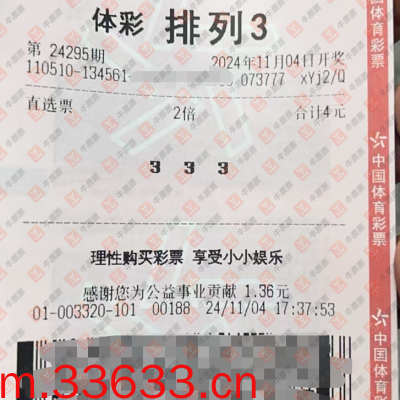 体彩 排列3
第 24295期 2024年11月04日开奖
110510-134561- 073777 xYj2/Q
直选票 2倍 合计4元
3 3 3
理性购买彩票 享受小小娱乐
感谢您为公益事业贡献 1.36元
01-003320-101 00188 24/11/04 17:37:53
m.33633.cn
中国体育彩票
中国体育彩票
中国体育